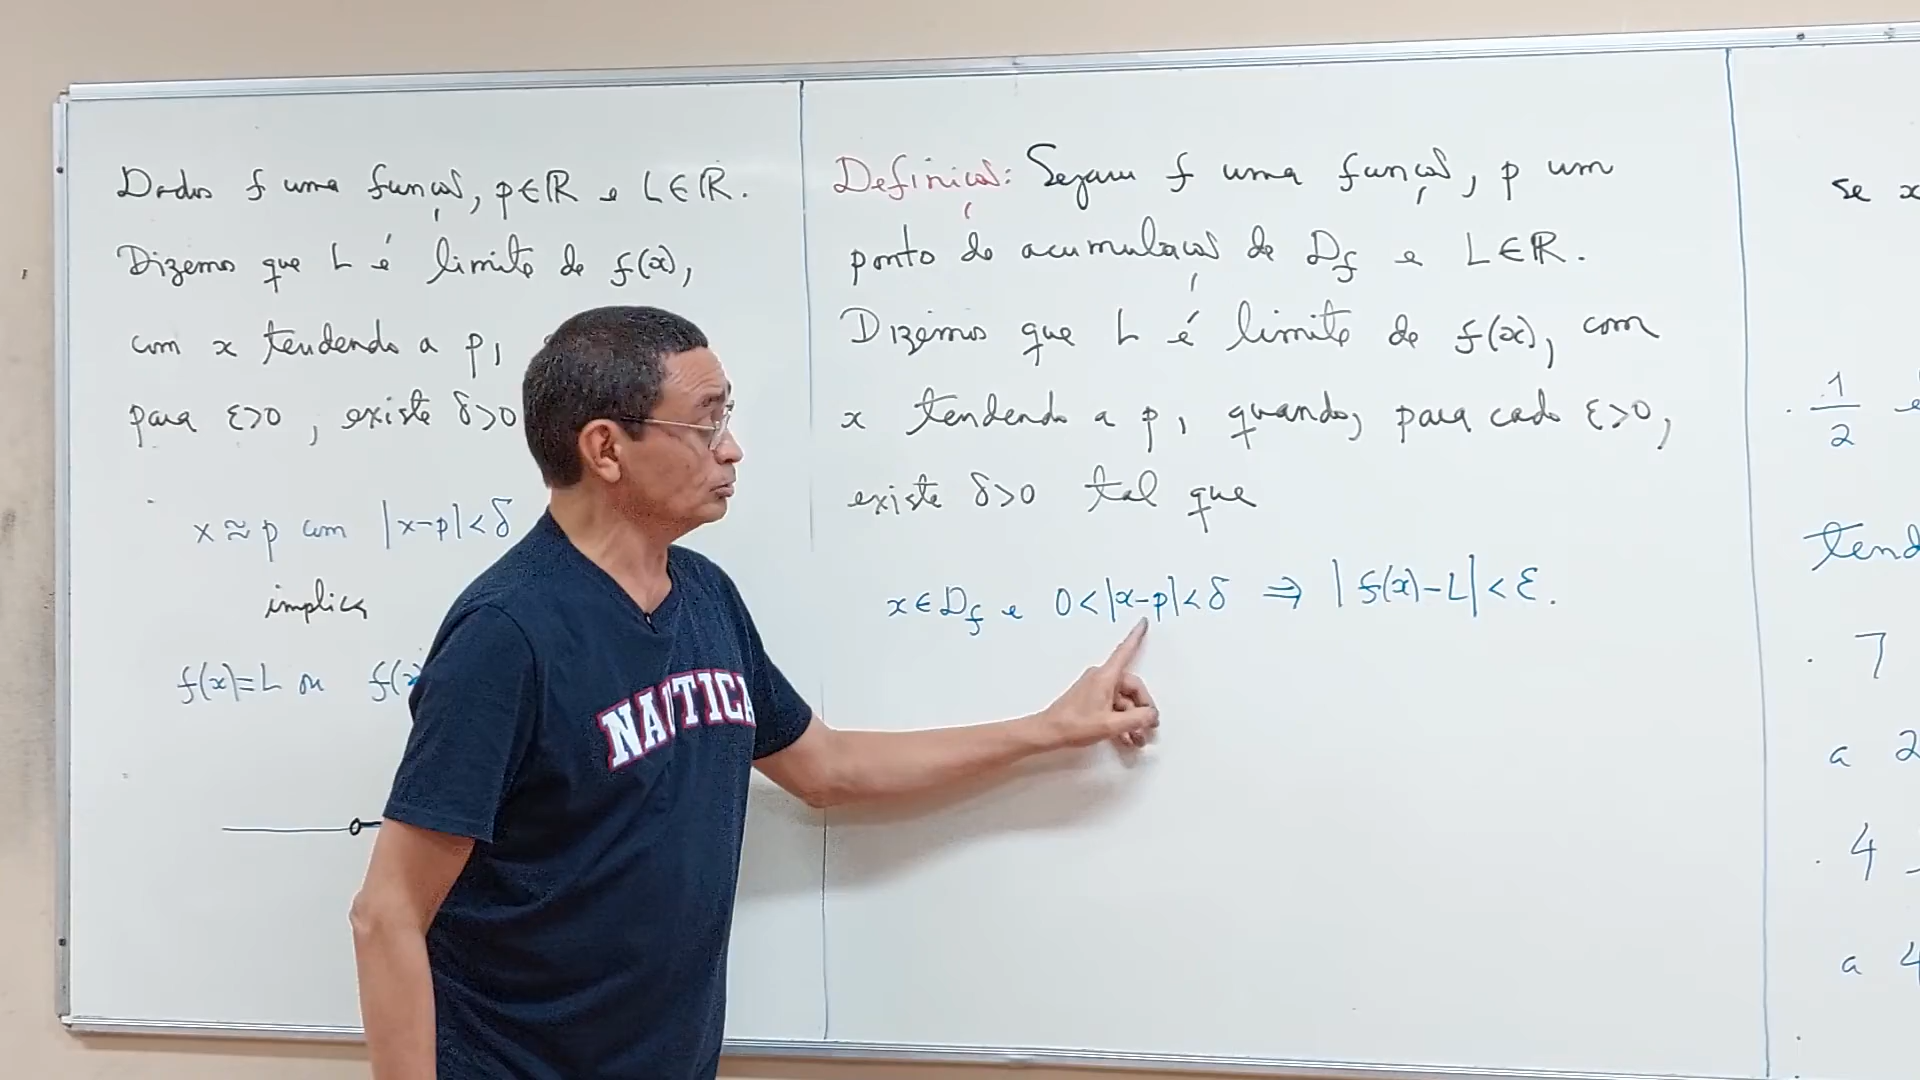 Dados f uma função, p∈ℝ e L∈ℝ.
Dizemos que L é limite de f(x),
com x tendendo a p,
para ε>0, existe δ>0
x≈p com |x-p|<δ
implica
f(x)=L ou f(x
Definição: Sejam f uma função, p um
ponto de acumulação de D_f e L∈ℝ.
Dizemos que L é limite de f(x), com
x tendendo a p, quando, para cada ε>0,
existe δ>0 tal que
x∈D_f e 0<|x-p|<δ ⇒ |f(x)-L|<ε.
se x
· 1/2 e
tend
· 7
a 2
· 4
a 4
NAUTICA